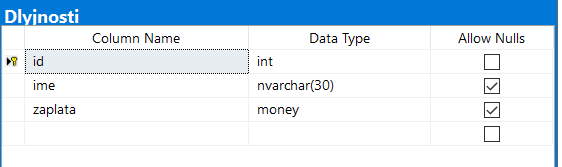 Dlyjnosti
Column Name Data Type Allow Nulls
id int
ime nvarchar(30)
zaplata money